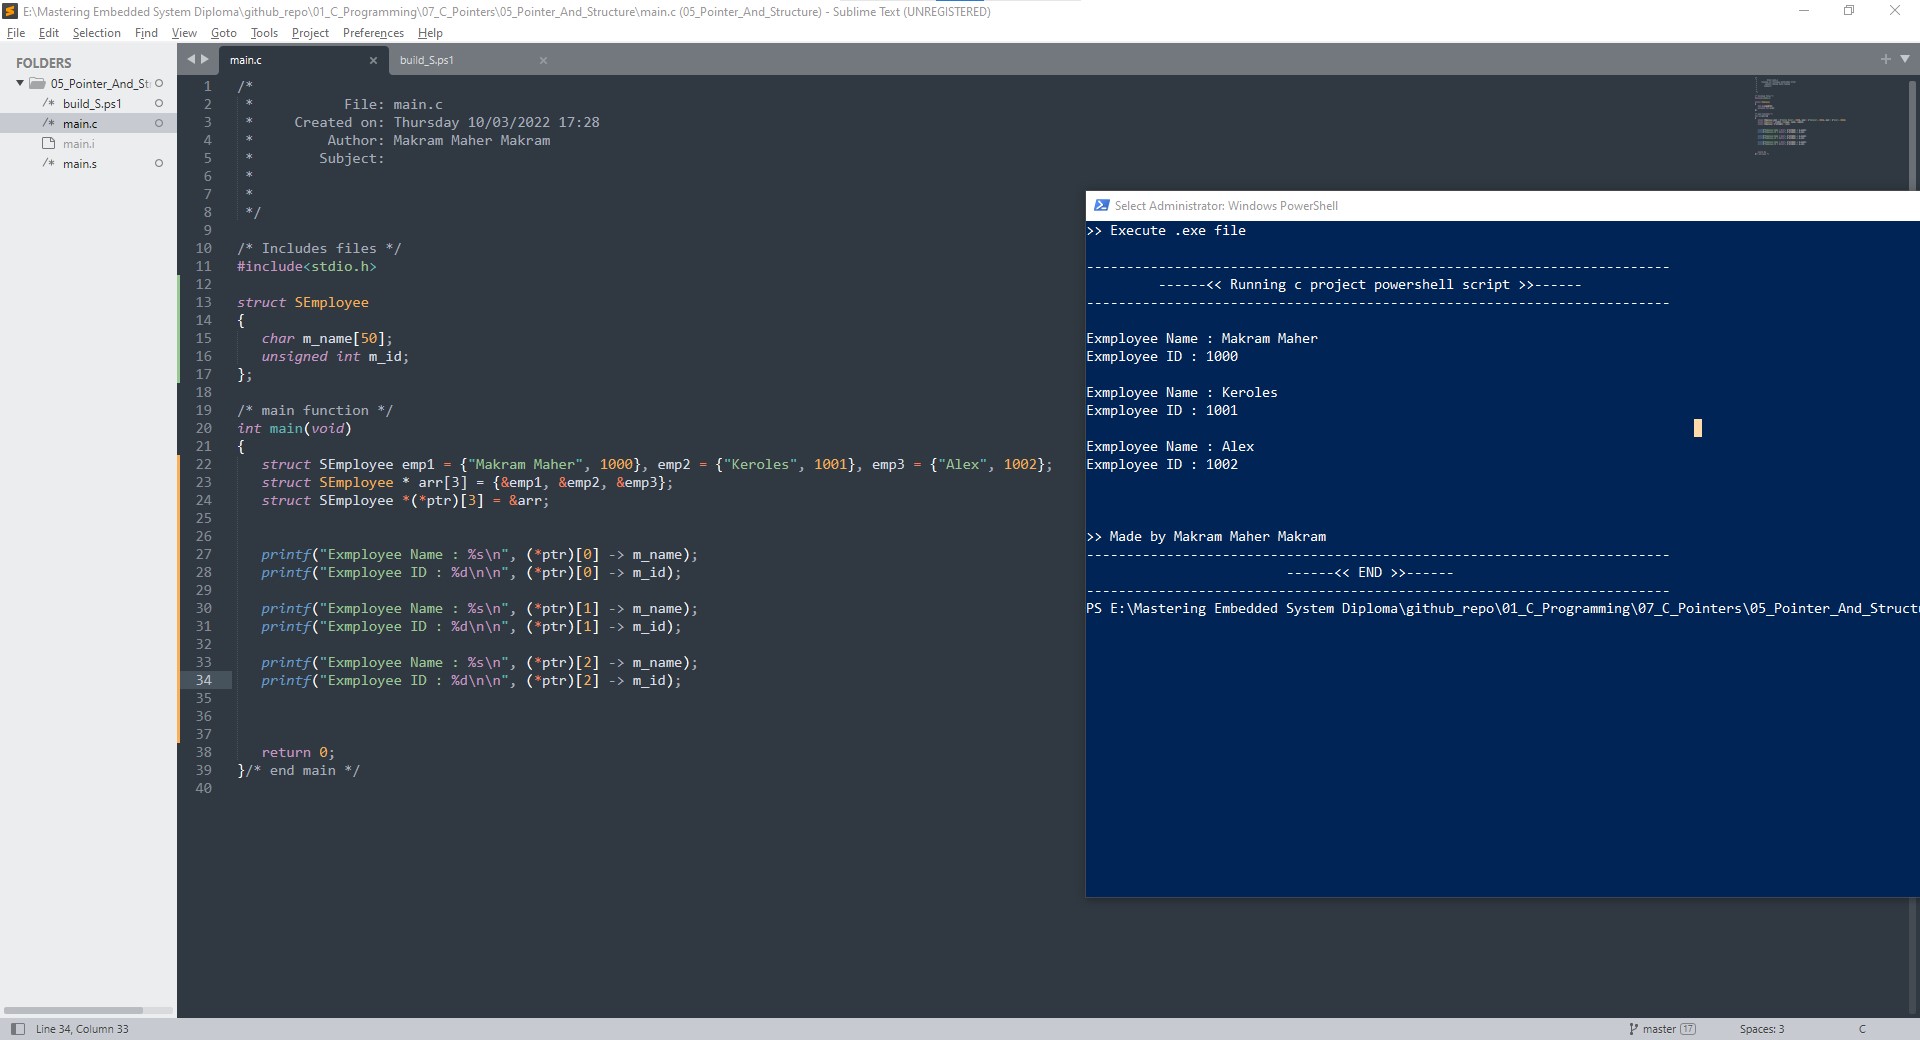 E:\Mastering Embedded System Diploma\github_repo\01_C_Programming\07_C_Pointers\05_Pointer_And_Structure\main.c (05_Pointer_And_Structure) - Sublime Text (UNREGISTERED)
File Edit Selection Find View Goto Tools Project Preferences Help
FOLDERS
05_Pointer_And_St
/* build_S.ps1
/* main.c
main.i
/* main.s
main.c
build_S.ps1
1 /*
2 * File: main.c
3 * Created on: Thursday 10/03/2022 17:28
4 * Author: Makram Maher Makram
5 * Subject:
6 *
7 *
8 */
9
10 /* Includes files */
11 #include<stdio.h>
12
13 struct SEmployee
14 {
15 char m_name[50];
16 unsigned int m_id;
17 };
18
19 /* main function */
20 int main(void)
21 {
22 struct SEmployee emp1 = {"Makram Maher", 1000}, emp2 = {"Keroles", 1001}, emp3 = {"Alex", 1002};
23 struct SEmployee * arr[3] = {&emp1, &emp2, &emp3};
24 struct SEmployee *(*ptr)[3] = &arr;
25
26
27 printf("Exmployee Name : %s\n", (*ptr)[0] -> m_name);
28 printf("Exmployee ID : %d\n\n", (*ptr)[0] -> m_id);
29
30 printf("Exmployee Name : %s\n", (*ptr)[1] -> m_name);
31 printf("Exmployee ID : %d\n\n", (*ptr)[1] -> m_id);
32
33 printf("Exmployee Name : %s\n", (*ptr)[2] -> m_name);
34 printf("Exmployee ID : %d\n\n", (*ptr)[2] -> m_id);
35
36
37
38 return 0;
39 }/* end main */
40
Select Administrator: Windows PowerShell
>> Execute .exe file
-------------------------------------------------------------------------
------<< Running c project powershell script >>------
-------------------------------------------------------------------------
Exmployee Name : Makram Maher
Exmployee ID : 1000
Exmployee Name : Keroles
Exmployee ID : 1001
Exmployee Name : Alex
Exmployee ID : 1002
>> Made by Makram Maher Makram
-------------------------------------------------------------------------
------<< END >>------
-------------------------------------------------------------------------
PS E:\Mastering Embedded System Diploma\github_repo\01_C_Programming\07_C_Pointers\05_Pointer_And_Struct
Line 34, Column 33
master 17
Spaces: 3
C